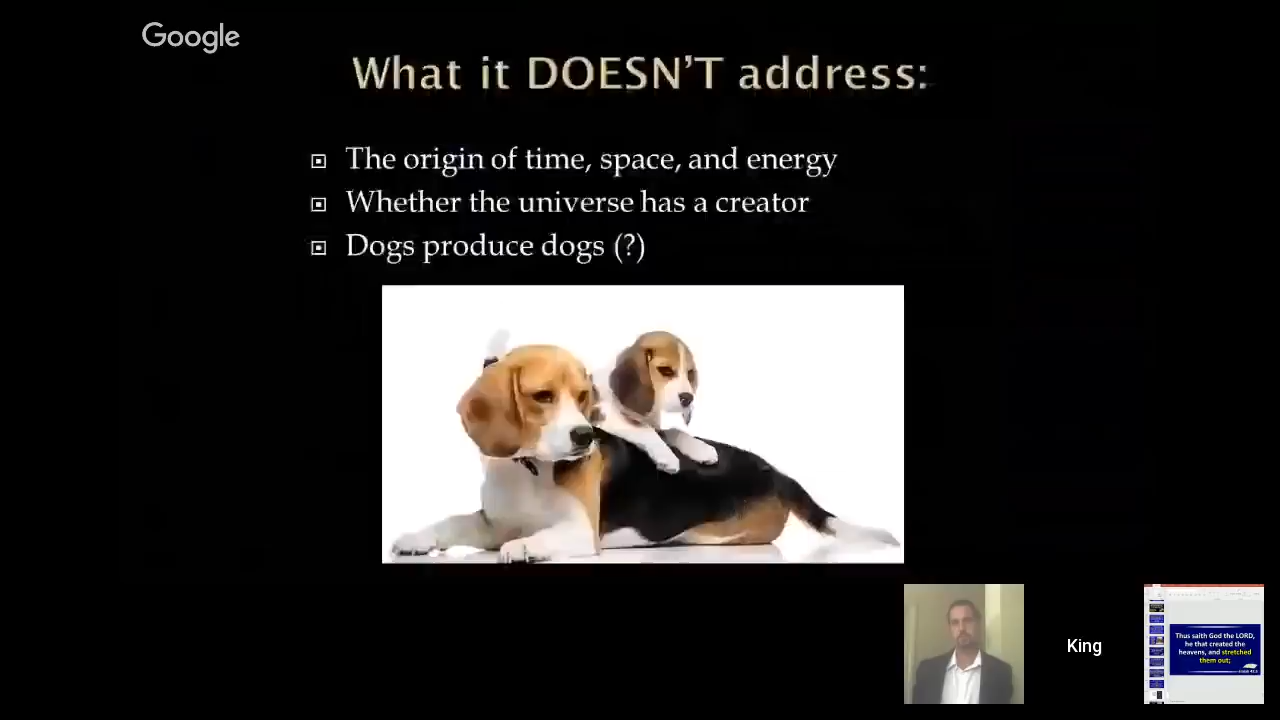 Google
What it DOESN'T address:
The origin of time, space, and energy
Whether the universe has a creator
Dogs produce dogs (?)
King
Thus saith God the LORD,
he that created the
heavens, and stretched
them out;